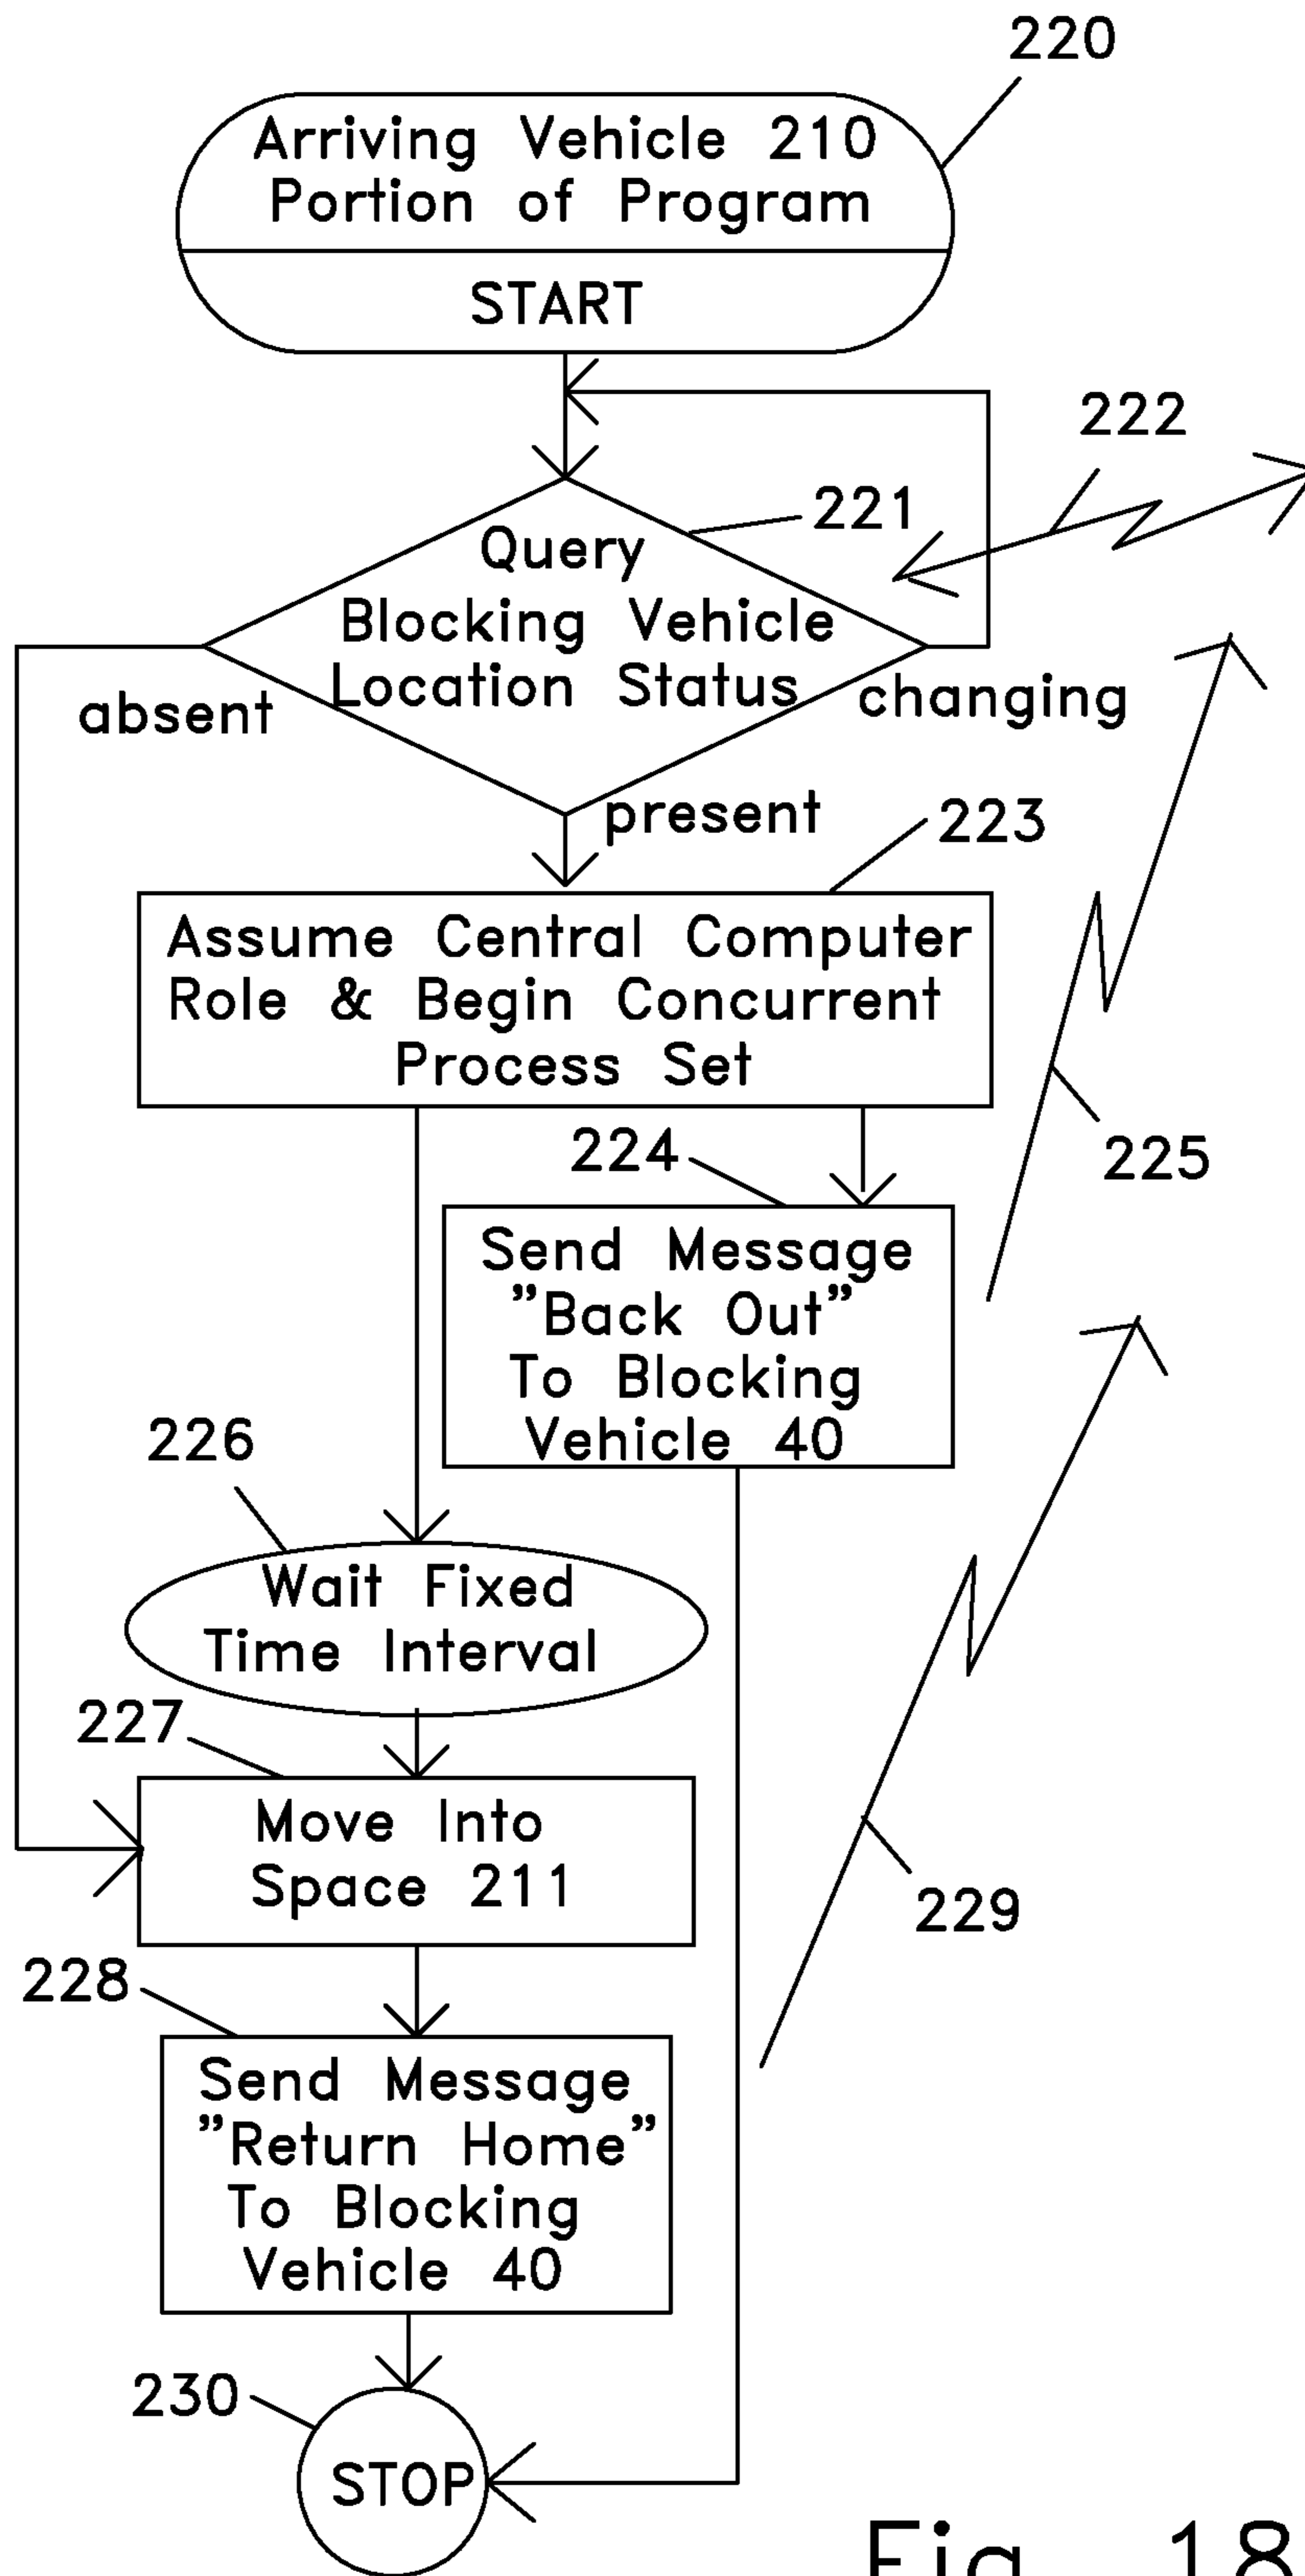 220
Arriving Vehicle 210
Portion of Program
START
222
221
Query
Blocking Vehicle
Location Status
absent
changing
present
223
Assume Central Computer
Role & Begin Concurrent
Process Set
224
225
Send Message
”Back Out”
To Blocking
Vehicle 40
226
Wait Fixed
Time Interval
227
Move Into
Space 211
229
228
Send Message
”Return Home”
To Blocking
Vehicle 40
230
STOP
Fig. 18